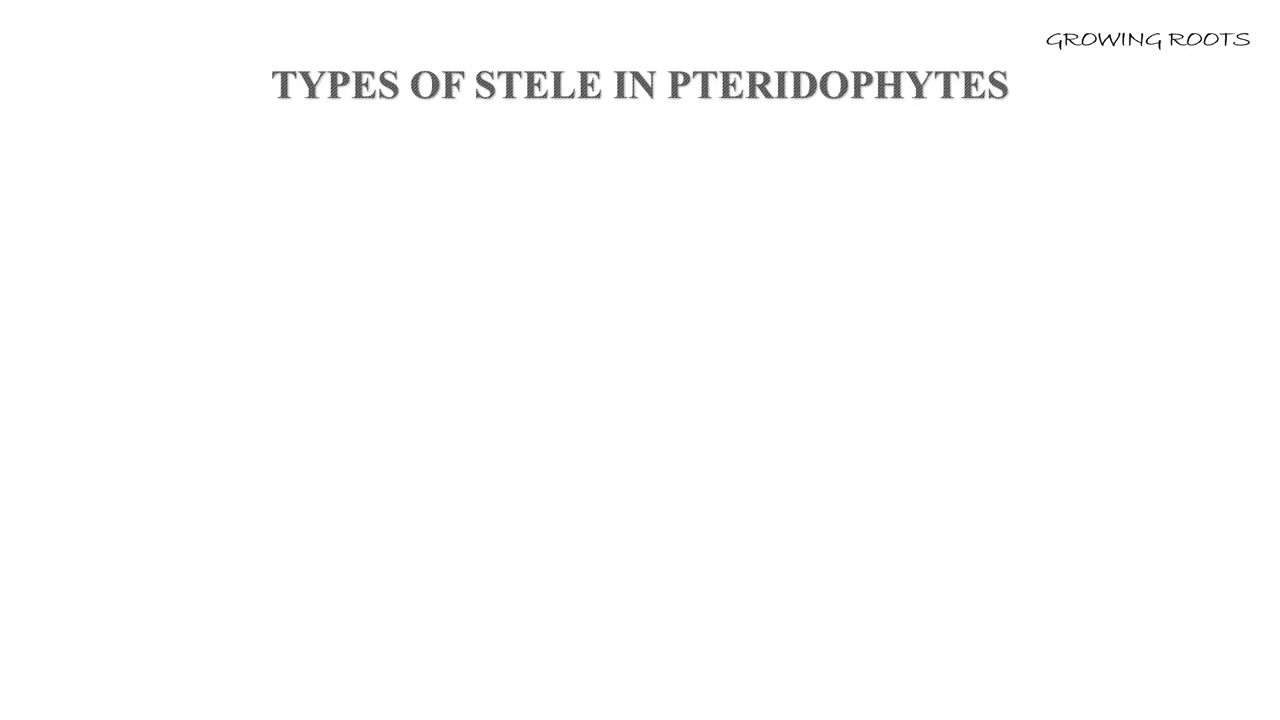 GROWING ROOTS
TYPES OF STELE IN PTERIDOPHYTES